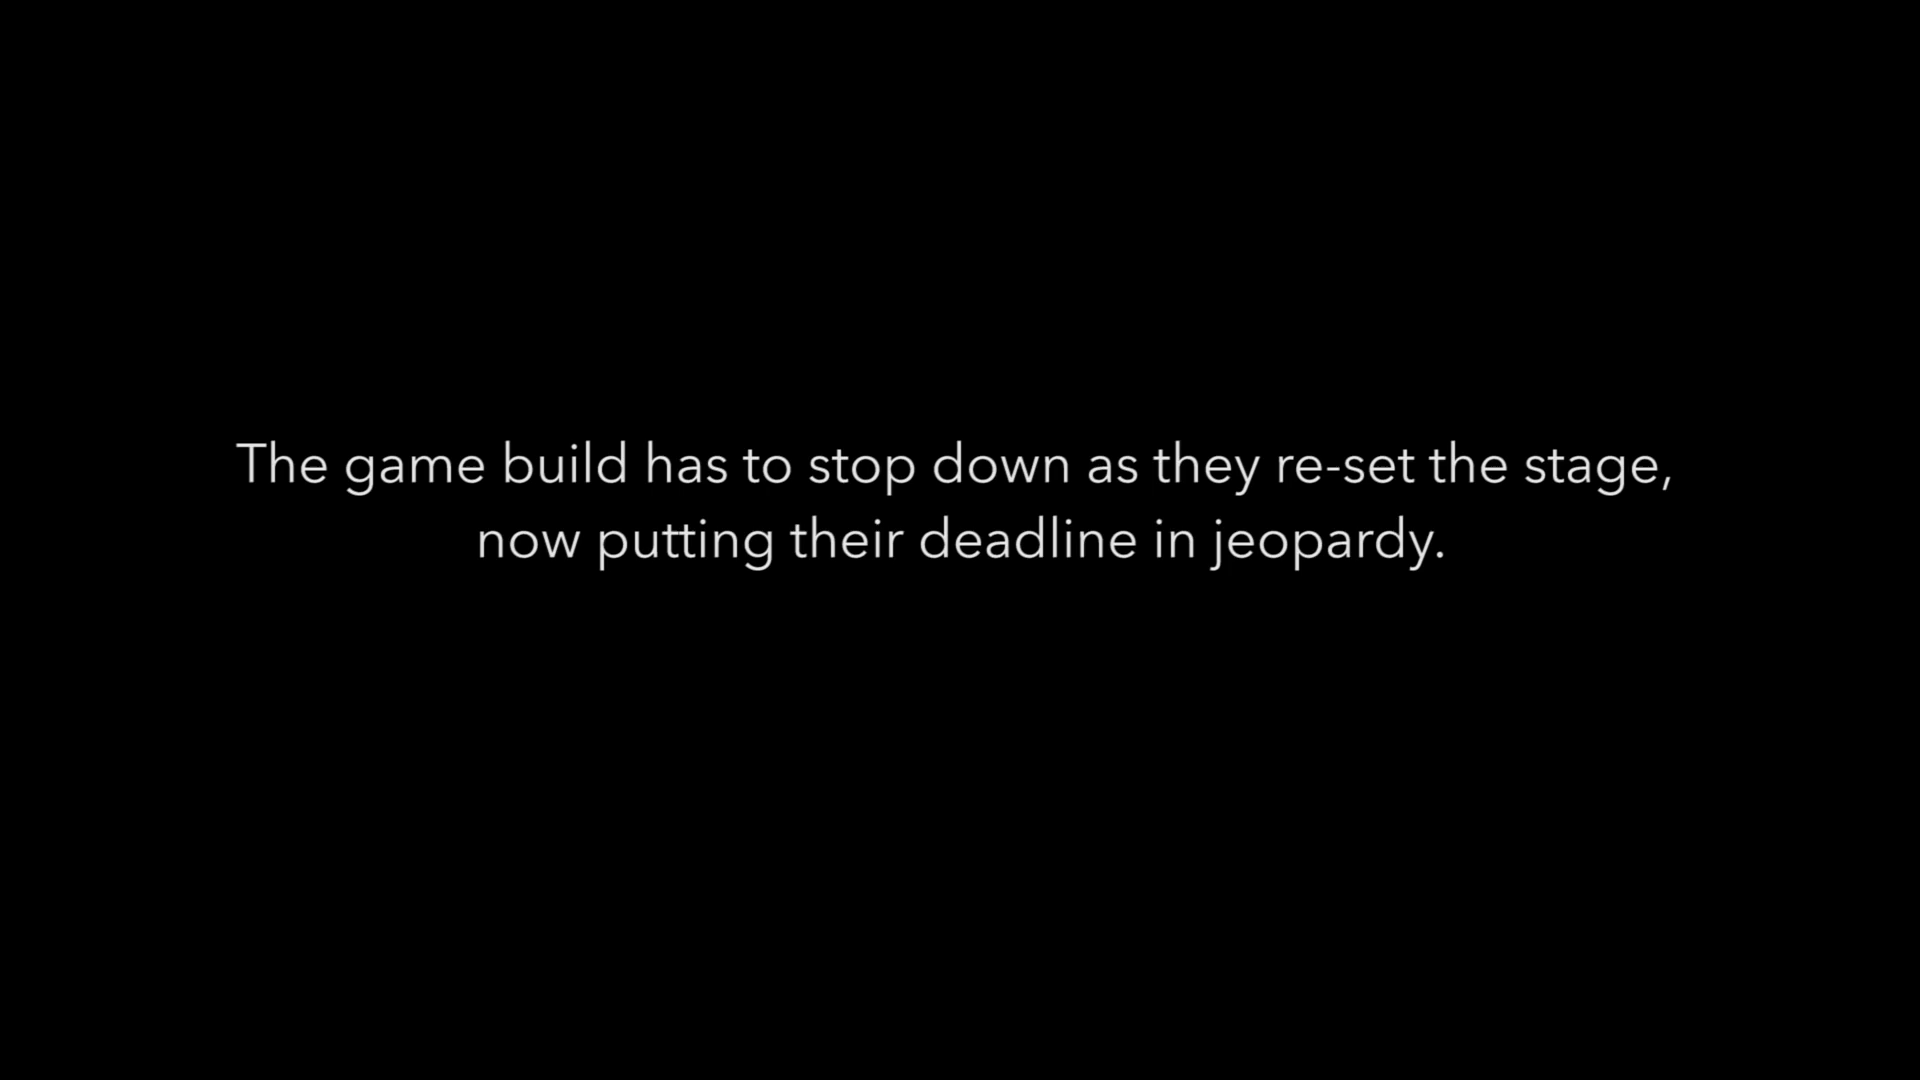 The game build has to stop down as they re-set the stage,
now putting their deadline in jeopardy.